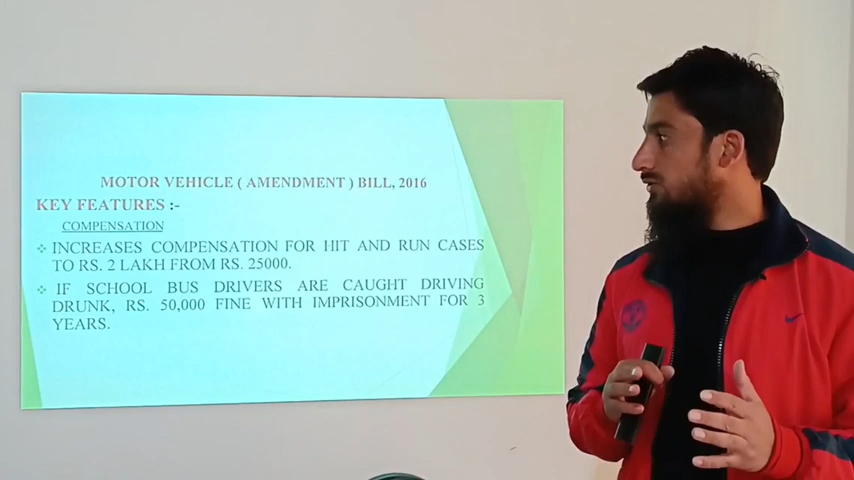 MOTOR VEHICLE ( AMENDMENT ) BILL, 2016
KEY FEATURES :-
COMPENSATION
INCREASES COMPENSATION FOR HIT AND RUN CASES
TO RS. 2 LAKH FROM RS. 25000.
IF SCHOOL BUS DRIVERS ARE CAUGHT DRIVING
DRUNK, RS. 50,000 FINE WITH IMPRISONMENT FOR 3
YEARS.